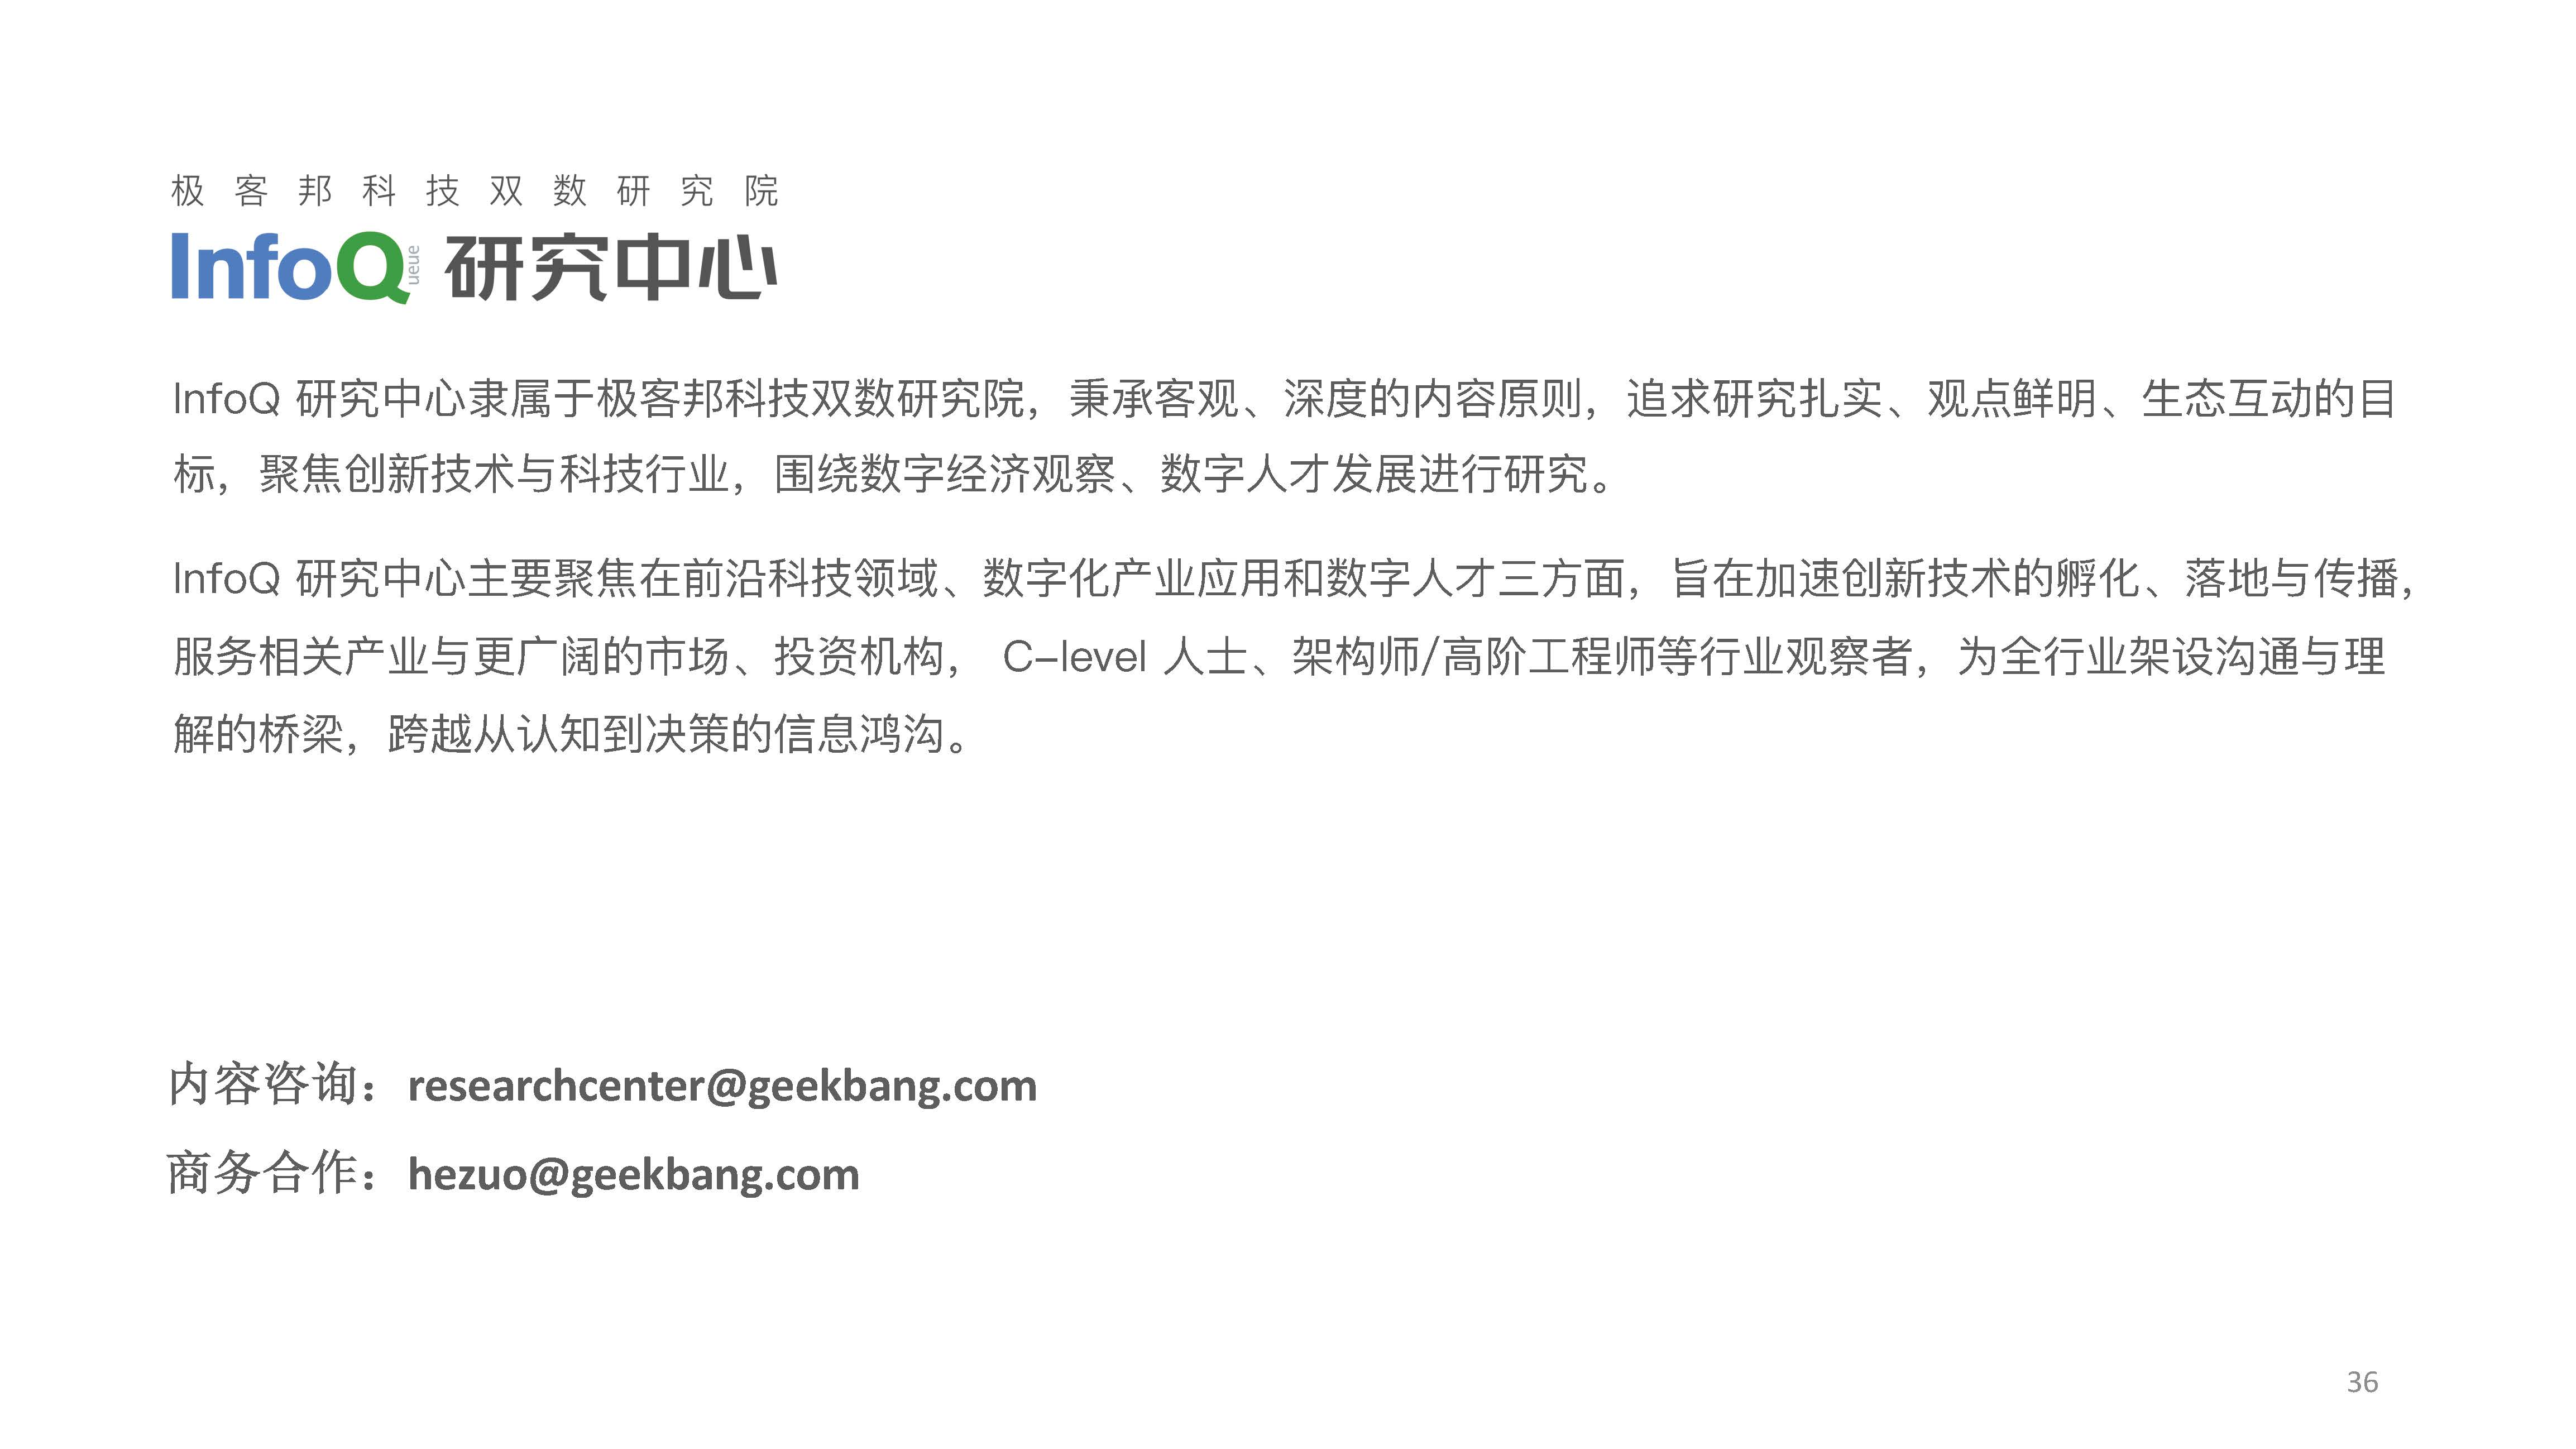 极客邦科技双数研究院
InfoQueue 研究中心
InfoQ 研究中心隶属于极客邦科技双数研究院，秉承客观、深度的内容原则，追求研究扎实、观点鲜明、生态互动的目
标，聚焦创新技术与科技行业，围绕数字经济观察、数字人才发展进行研究。
InfoQ 研究中心主要聚焦在前沿科技领域、数字化产业应用和数字人才三方面，旨在加速创新技术的孵化、落地与传播，
服务相关产业与更广阔的市场、投资机构， C-level 人士、架构师/高阶工程师等行业观察者，为全行业架设沟通与理
解的桥梁，跨越从认知到决策的信息鸿沟。
内容咨询：researchcenter@geekbang.com
商务合作：hezuo@geekbang.com
36